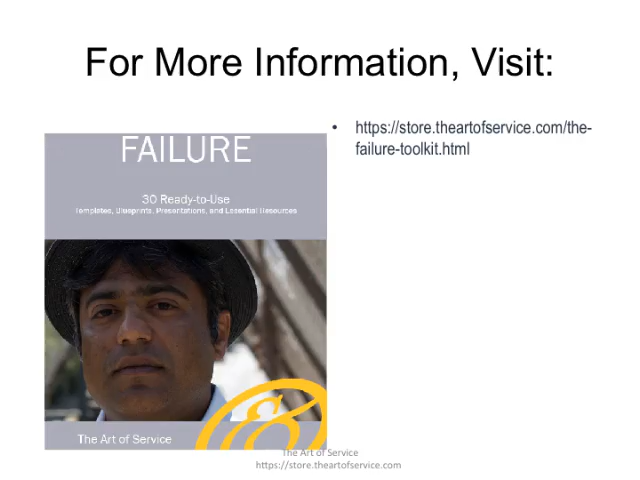 For More Information, Visit:
• https://store.theartofservice.com/the-
failure-toolkit.html
FAILURE
30 Ready-to-Use
Templates, Blueprints, Presentations, and Essential Resources
The Art of Service
The Art of Service
https://store.theartofservice.com